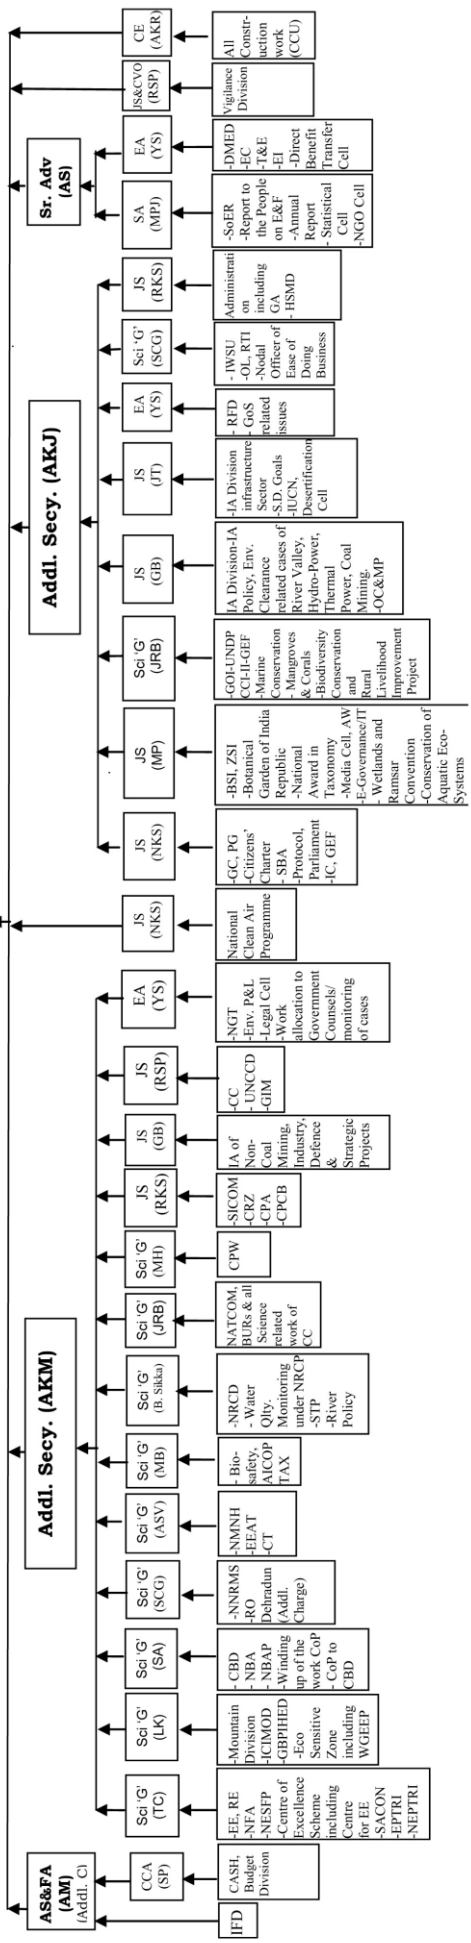 AS&FA
(AM)
(Addl. C)
IFD
CCA
(SP)
CASH,
Budget
Division
Addl. Secy. (AKM)
Sci 'G'
(TC)
-EE, RE
-NFA
-NESFP
-Centre of
Excellence
Scheme
including
Centre
for EE
-SACON
-EPTRI
-NEPTRI
Sci 'G'
(LK)
-Mountain
Division
-ICIMOD
-GBPIHED
-Eco
Sensitive
Zone
including
WGEEP
Sci 'G'
(SA)
- CBD
- NBA
- NBAP
-Winding
up of the
work CoP
- CoP to
CBD
Sci 'G'
(SCG)
-NNRMS
-RO
Dehradun
(Addl.
Charge)
Sci 'G'
(ASV)
-NMNH
-EEAT
-CT
Sci 'G'
(MB)
- Bio-
safety,
AICOP
TAX
Sci 'G'
(B. Sikka)
-NRCD
- Water
Qlty.
Monitoring
under NRCP
-STP
-River
Policy
Sci 'G'
(JRB)
NATCOM,
BURs & all
Science
related
work of
CC
Sci 'G'
(MH)
CPW
JS
(RKS)
-SICOM
-CRZ
-CPA
-CPCB
JS
(GB)
IA of
Non-
Coal
Mining,
Industry,
Defence
&
Strategic
Projects
JS
(RSP)
-CC
- UNCCD
-GIM
EA
(YS)
-NGT
-Env. P&L
-Legal Cell
-Work
allocation to
Government
Counsels/
monitoring
of cases
JS
(NKS)
National
Clean Air
Programme
Addl. Secy. (AKJ)
JS
(NKS)
-GC, PG
-Citizens'
Charter
- SBA
-Protocol,
Parliament
-IC, GEF
JS
(MP)
-BSI, ZSI
-Botanical
Garden of India
Republic
-National
Award in
Taxonomy
-Media Cell, AW
-E-Governance/IT
- Wetlands and
Ramsar
Convention
-Conservation of
Aquatic Eco-
Systems
Sci 'G'
(JRB)
-GOI-UNDP
CCI-II-GEF
-Marine
Conservation
- Mangroves
& Corals
-Biodiversity
Conservation
and
Rural
Livelihood
Improvement
Project
JS
(GB)
IA Division-IA
Policy, Env.
Clearance
related cases of
River Valley,
Hydro-Power,
Thermal
Power, Coal
Mining,
-OC&MP
JS
(JT)
-IA Division
infrastructure
Sector
-S.D. Goals
-IUCN,
Desertification
Cell
EA
(YS)
- RFD
- GoS
related
issues
Sci 'G'
(SCG)
- IWSU
-OL, RTI
-Nodal
Officer of
Ease of
Doing
Business
JS
(RKS)
Administrati
on
including
GA
- HSMD
Sr. Adv
(AS)
SA
(MPJ)
-SoER
-Report to
the People
on E&F
-Annual
Report
- Statistical
Cell
-NGO Cell
EA
(YS)
-DMED
-EC
- T&E
- EI
-Direct
Benefit
Transfer
Cell
JS&CVO
(RSP)
Vigilance
Division
CE
(AKR)
All
Constr-
uction
work
(CCU)